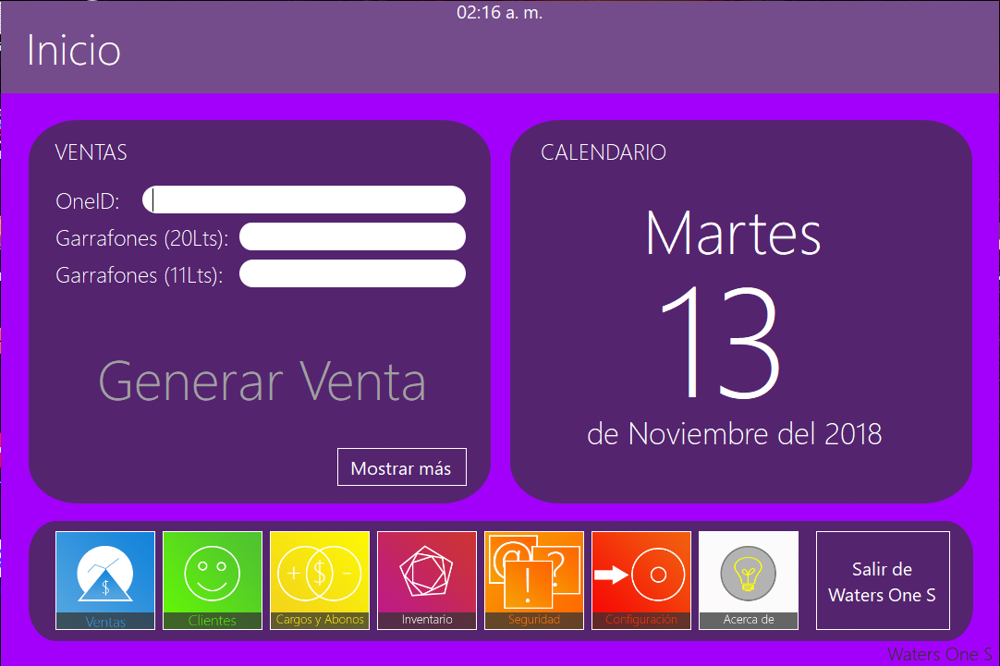 02:16 a. m.
Inicio
VENTAS
OneID:
Garrafones (20Lts):
Garrafones (11Lts):
Generar Venta
Mostrar más
CALENDARIO
Martes
13
de Noviembre del 2018
$
Ventas
Clientes
+ $ -
Cargos y Abonos
Inventario
@ ! ?
Seguridad
Configuración
Acerca de
Salir de
Waters One S
Waters One S